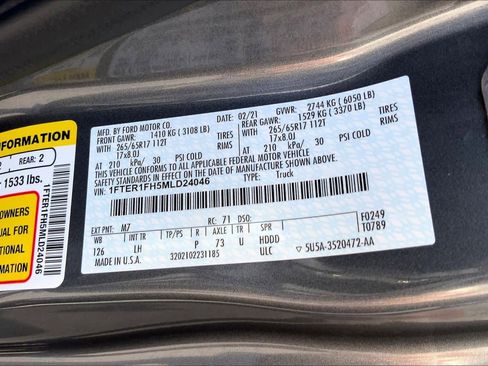 INFORMATION
2 REAR: 2
1533 lbs.
OWNERS
UAL FOR
DITIONAL
RMATION
1FTER1FH5MLD24046
MFD. BY FORD MOTOR CO.
FRONT GAWR: 1410 KG ( 3108 LB)
265/65R17 112T
17x8.0J
AT 210 kPa/ 30 PSI COLD
DATE: 02/21 GVWR: 2744 KG ( 6050 LB)
REAR GAWR: 1529 KG ( 3370 LB)
265/65R17 112T WITH TIRES
17x8.0J RIMS
AT 210 kPa/ 30 PSI COLD
THIS VEHICLE CONFORMS TO ALL APPLICABLE FEDERAL MOTOR VEHICLE
SAFETY STANDARDS IN EFFECT ON THE DATE OF MANUFACTURE SHOWN ABOVE.
VIN: 1FTER1FH5MLD24046
TYPE: Truck
F0249
T0789
EXT PNT: M7 RC: 71 DSO:
WB INT TR TP/PS R AXLE TR SPR
126 LH P 73 U HDDD
MADE IN U.S.A. 3202102231185 ULC 5U5A-3520472-AA